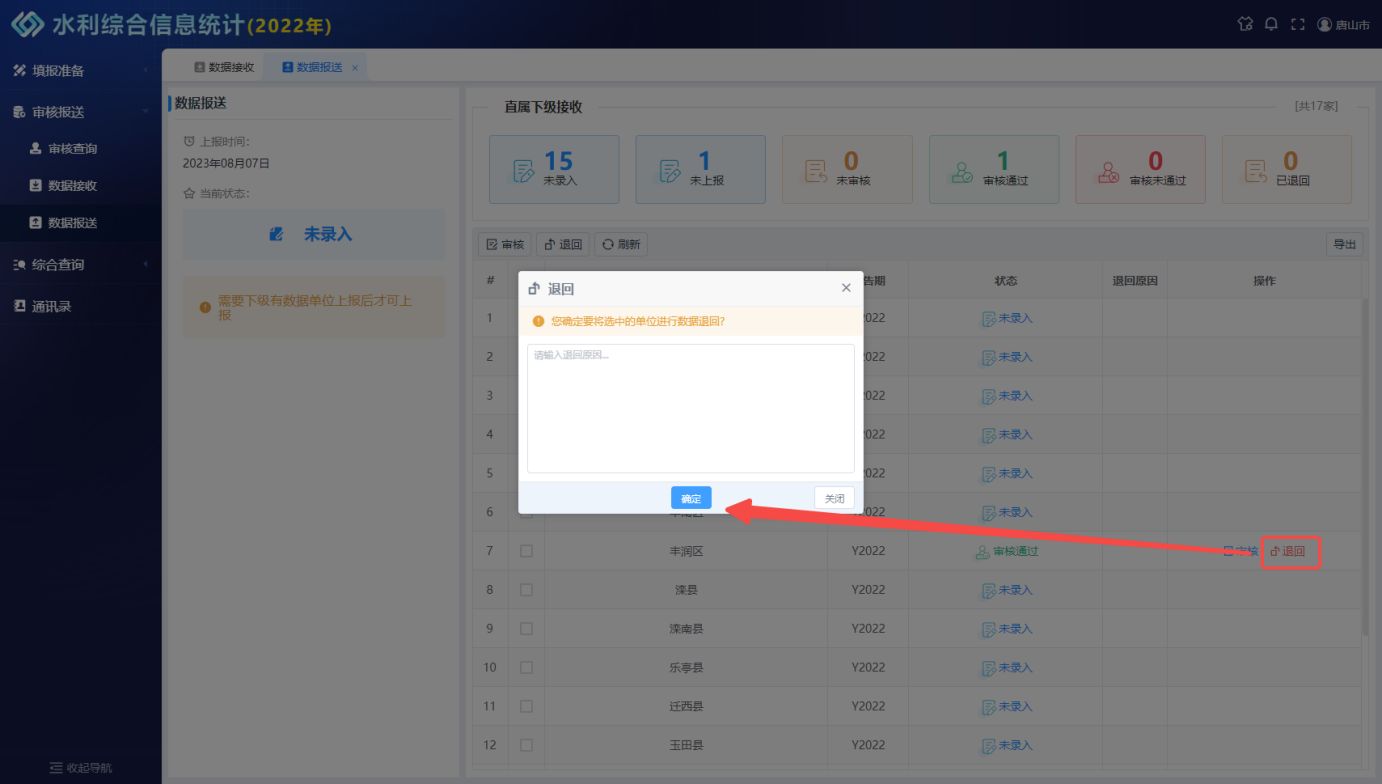 水利综合信息统计(2022年)
唐山市
填报准备
审核报送
审核查询
数据接收
数据报送
综合查询
通讯录
收起导航
数据接收
数据报送 ×
数据报送
上报时间:
2023年08月07日
当前状态:
未录入
需要下级有数据单位上报后才可上
报
直属下级接收
[共17家]
15
未录入
1
未上报
0
未审核
1
审核通过
0
审核未通过
0
已退回
审核
退回
刷新
导出
# 告期 状态 退回原因 操作
1 2022 未录入
2 2022 未录入
3 2022 未录入
4 2022 未录入
5 2022 未录入
6 2022 未录入
7 丰润区 Y2022 审核通过 审核 退回
8 滦县 Y2022 未录入
9 滦南县 Y2022 未录入
10 乐亭县 Y2022 未录入
11 迁西县 Y2022 未录入
12 玉田县 Y2022 未录入
退回
您确定要将选中的单位进行数据退回?
请输入退回原因...
确定
关闭